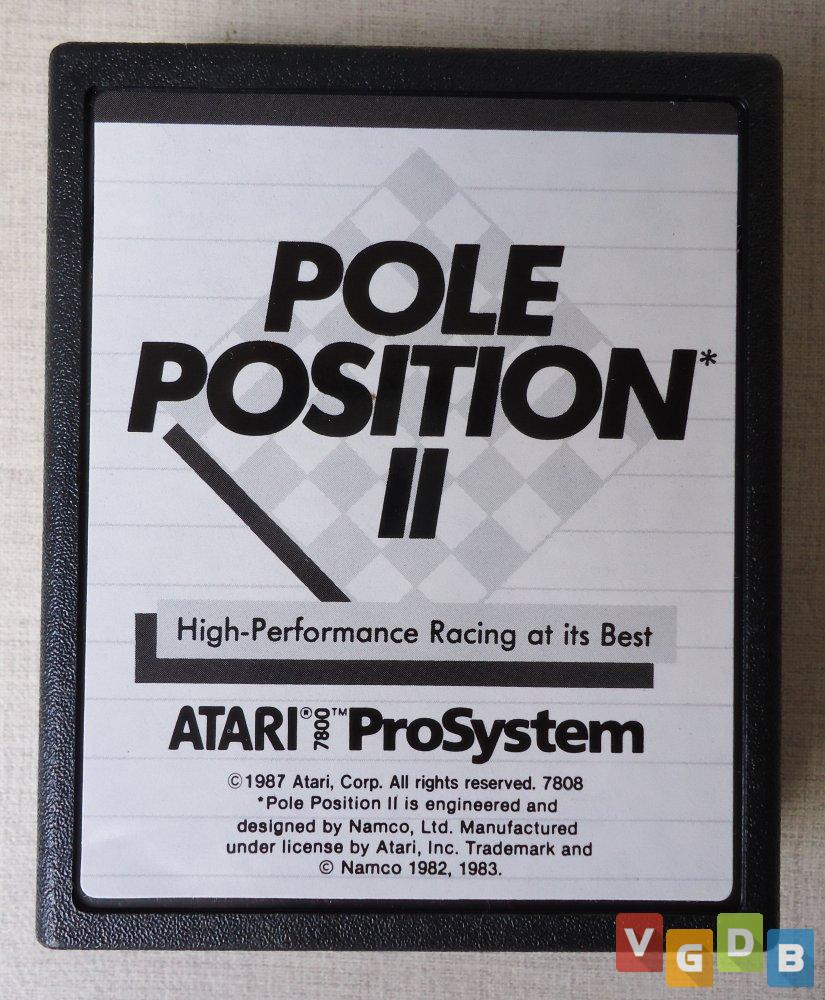 POLE
POSITION*
II
High-Performance Racing at its Best
ATARI® 7800™ ProSystem
©1987 Atari, Corp. All rights reserved. 7808
*Pole Position II is engineered and
designed by Namco, Ltd. Manufactured
under license by Atari, Inc. Trademark and
© Namco 1982, 1983.
VGDB